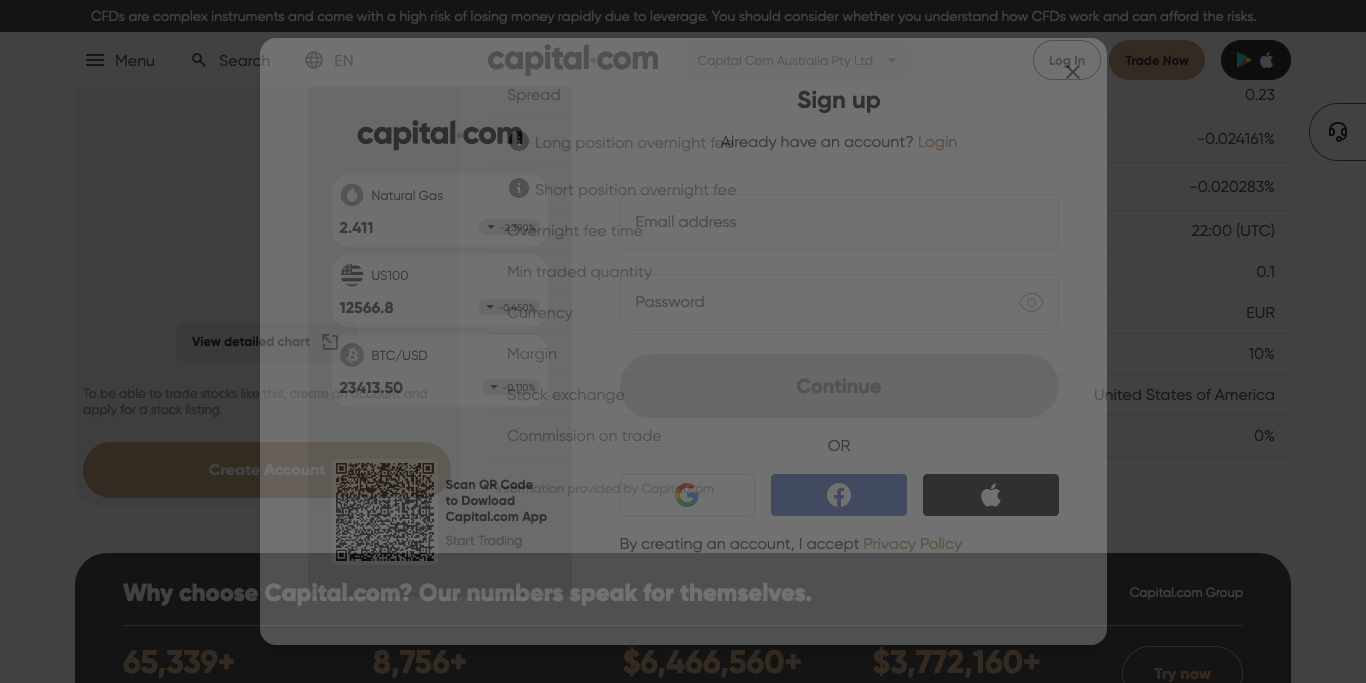 CFDs are complex instruments and come with a high risk of losing money rapidly due to leverage. You should consider whether you understand how CFDs work and can afford the risks.
Menu
Search
EN
capital.com
Capital Com Australia Pty Ltd
Log In
Trade Now
Sign up
Already have an account? Login
capital.com
Natural Gas
2.411
-2.390%
US100
12566.8
-0.450%
BTC/USD
23413.50
-0.110%
Scan QR Code
to Dowload
Capital.com App
Start Trading
Email address
Password
Continue
OR
By creating an account, I accept Privacy Policy
Spread 0.23
Long position overnight fee -0.024161%
Short position overnight fee -0.020283%
Overnight fee time 22:00 (UTC)
Min traded quantity 0.1
Currency EUR
Margin 10%
Stock exchange United States of America
Commission on trade 0%
Information provided by Capital.com
View detailed chart
To be able to trade stocks like this, create an account and
apply for a stock listing.
Create Account
Why choose Capital.com? Our numbers speak for themselves.
Capital.com Group
65,339+
8,756+
$6,466,560+
$3,772,160+
Try now